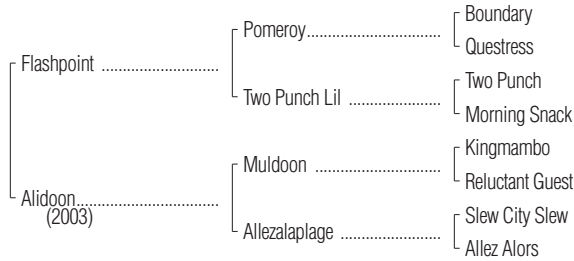 Boundary
Pomeroy
Questress
Flashpoint
Two Punch
Two Punch Lil
Morning Snack
Kingmambo
Muldoon
Reluctant Guest
Alidoon
(2003)
Slew City Slew
Allezalaplage
Allez Alors